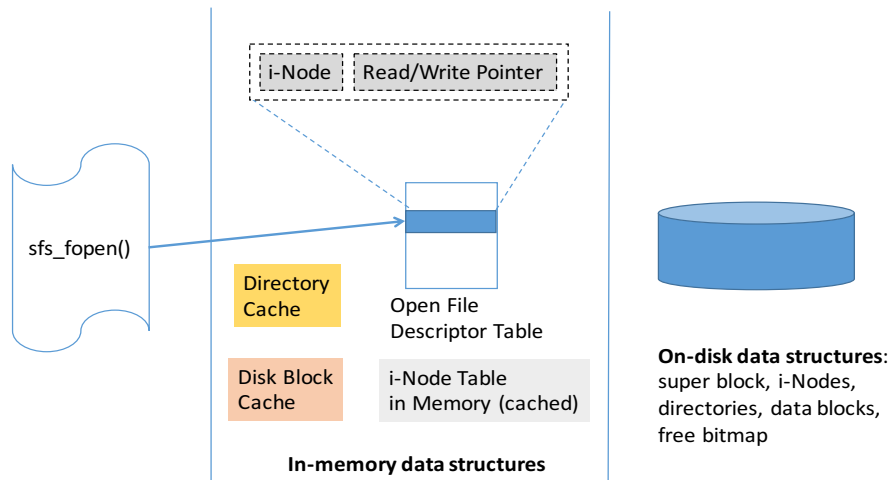 i-Node
Read/Write Pointer
sfs_fopen()
Directory
Cache
Open File
Descriptor Table
Disk Block
Cache
i-Node Table
in Memory (cached)
In-memory data structures
On-disk data structures:
super block, i-Nodes,
directories, data blocks,
free bitmap